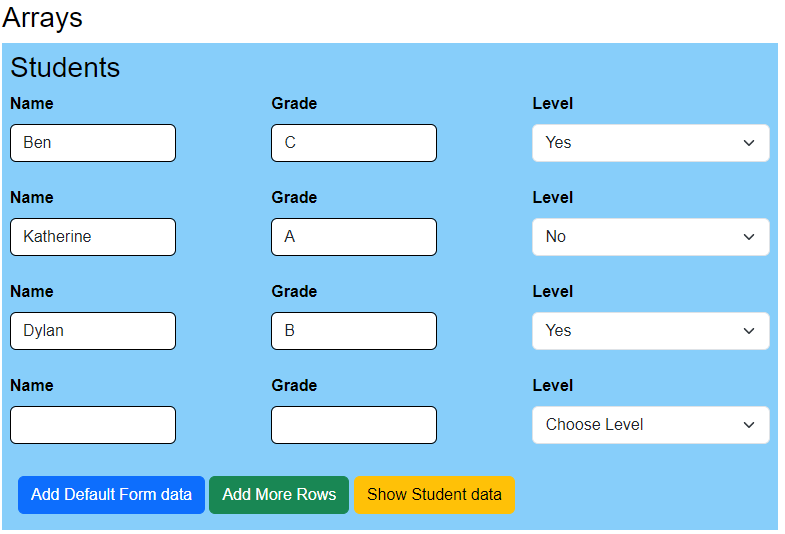 Arrays
Students
Name Grade Level
Ben C Yes
Name Grade Level
Katherine A No
Name Grade Level
Dylan B Yes
Name Grade Level
Choose Level
Add Default Form data Add More Rows Show Student data